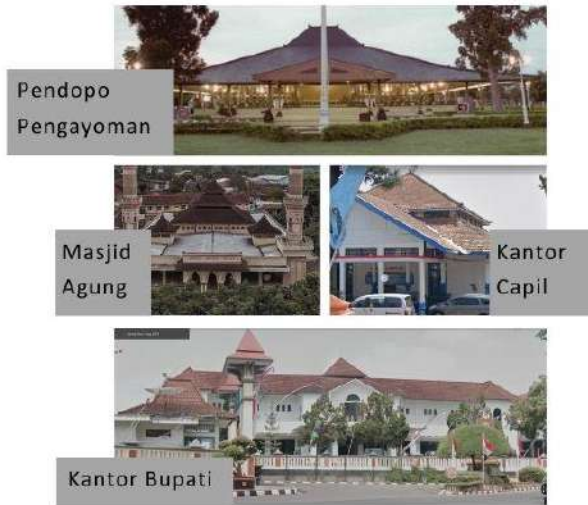 Pendopo
Pengayoman
Masjid
Agung
Kantor
Capil
Kantor Bupati